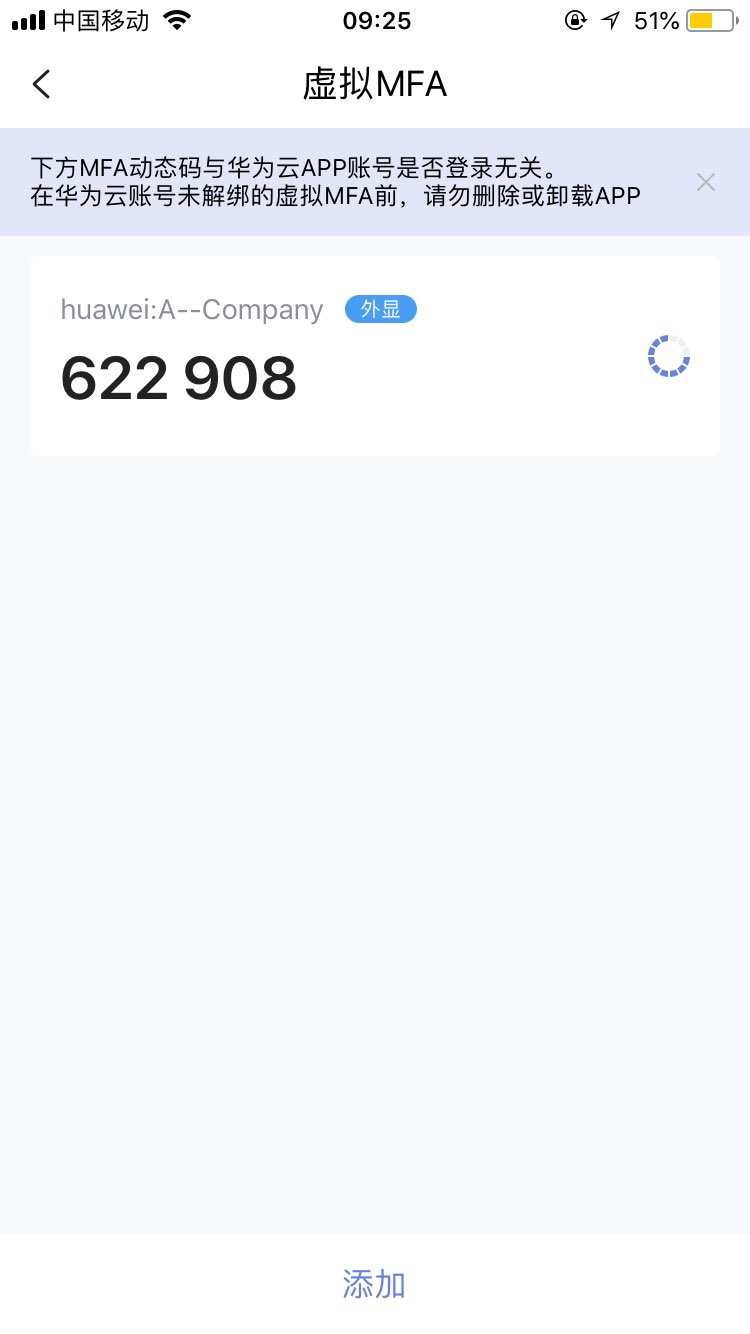 中国移动 09:25 51%
虚拟MFA
下方MFA动态码与华为云APP账号是否登录无关。
在华为云账号未解绑的虚拟MFA前，请勿删除或卸载APP
huawei:A--Company 外显
622 908
添加